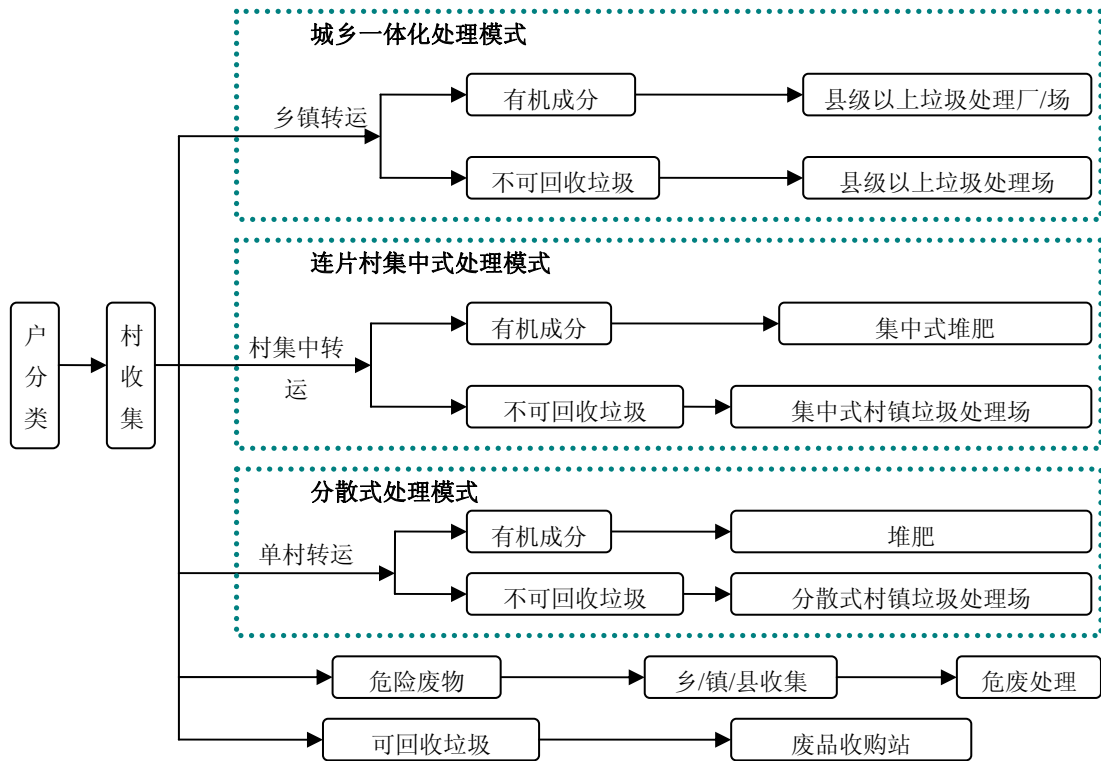 城乡一体化处理模式
乡镇转运
有机成分
县级以上垃圾处理厂/场
不可回收垃圾
县级以上垃圾处理场
户
分
类
村
收
集
连片村集中式处理模式
村集中转
运
有机成分
集中式堆肥
不可回收垃圾
集中式村镇垃圾处理场
分散式处理模式
单村转运
有机成分
堆肥
不可回收垃圾
分散式村镇垃圾处理场
危险废物
乡/镇/县收集
危废处理
可回收垃圾
废品收购站